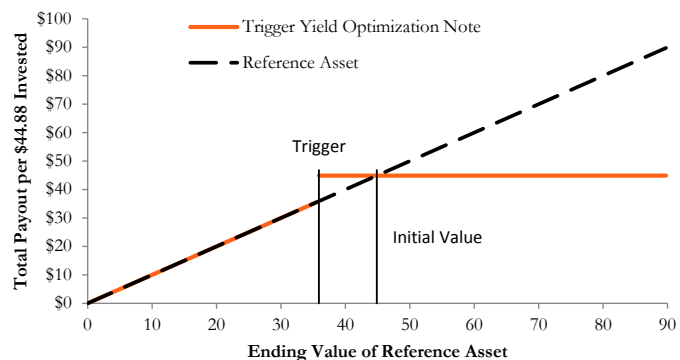 Total Payout per $44.88 Invested
$100
$90
$80
$70
$60
$50
$40
$30
$20
$10
$0
Trigger Yield Optimization Note
Reference Asset
Trigger
Initial Value
0 10 20 30 40 50 60 70 80 90
Ending Value of Reference Asset